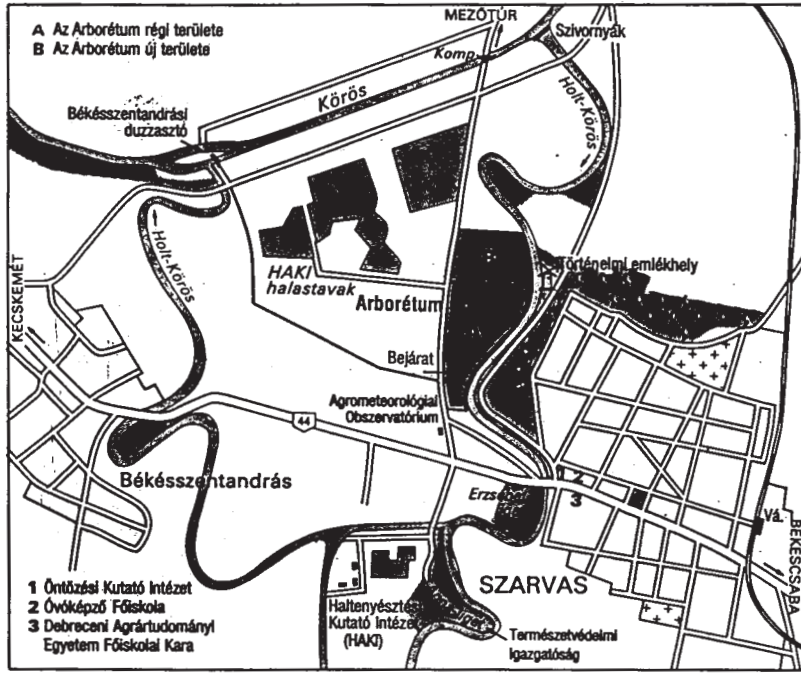 A Az Arborétum régi területe
B Az Arborétum új területe
MEZŐTÚR
Szivornyák
Komp
Körös
Holt-Körös
Békésszentandrási
duzzasztó
Holt-Körös
HAKI
halastavak
Történelmi emlékhely
Arborétum
KECSKEMÉT
Bejárat
Agrometeorológiai
Obszervatórium
44
Békésszentandrás
1
2
3
Vá.
BÉKÉSCSABA
SZARVAS
1 Öntözési Kutató Intézet
2 Óvóképző Főiskola
3 Debreceni Agrártudományi
Egyetem Főiskolai Kara
Haltenyésztési
Kutató Intézet
(HAKI)
Természetvédelmi
Igazgatóság